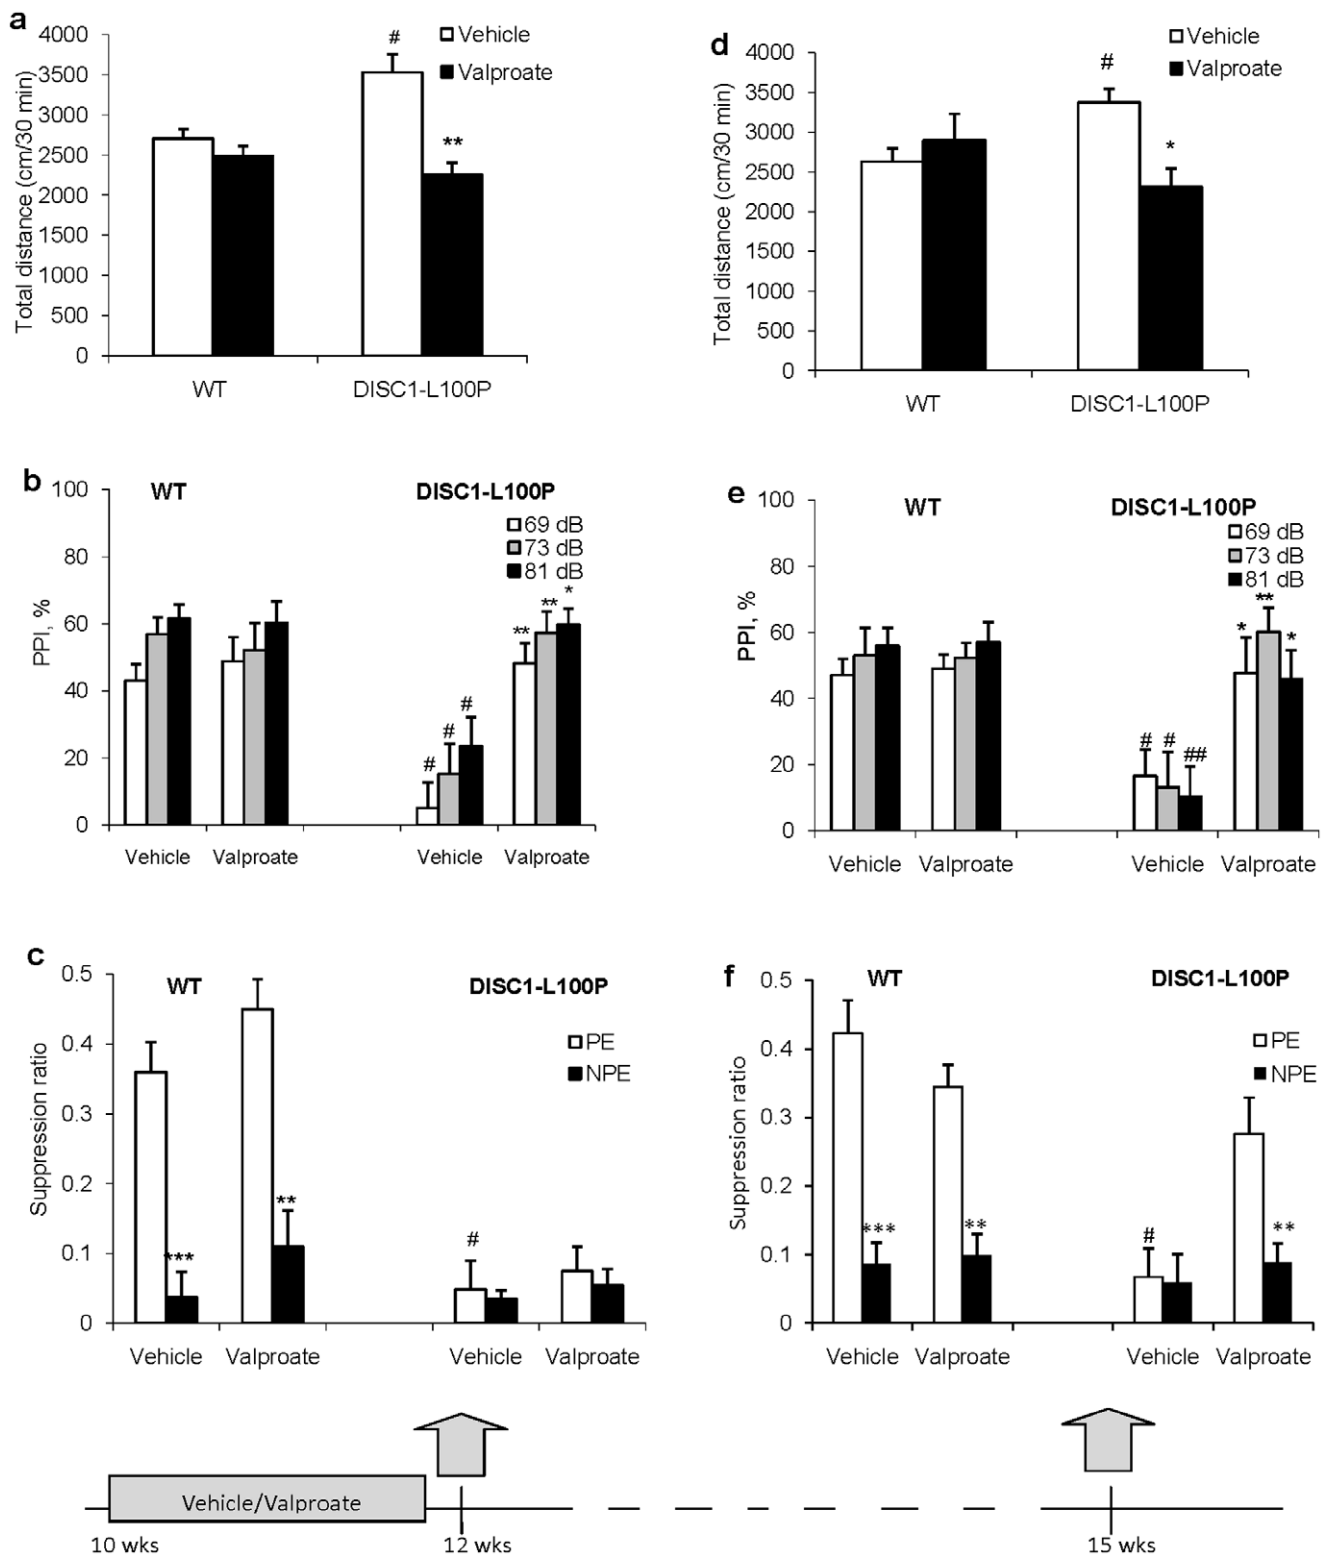 a
4000
3500
3000
2500
2000
1500
1000
500
0
Total distance (cm/30 min)
#
**
Vehicle
Valproate
WT
DISC1-L100P
d
4000
3500
3000
2500
2000
1500
1000
500
0
Total distance (cm/30 min)
#
*
Vehicle
Valproate
WT
DISC1-L100P
b
100
80
60
40
20
0
PPI, %
WT
DISC1-L100P
69 dB
73 dB
81 dB
# # #
** ** *
Vehicle Valproate Vehicle Valproate
e
100
80
60
40
20
0
PPI, %
WT
DISC1-L100P
69 dB
73 dB
81 dB
# # ##
* ** *
Vehicle Valproate Vehicle Valproate
c
0.5
0.4
0.3
0.2
0.1
0
Suppression ratio
WT
DISC1-L100P
PE
NPE
*** ** #
Vehicle Valproate Vehicle Valproate
f
0.5
0.4
0.3
0.2
0.1
0
Suppression ratio
WT
DISC1-L100P
PE
NPE
*** ** # **
Vehicle Valproate Vehicle Valproate
Vehicle/Valproate
10 wks 12 wks 15 wks